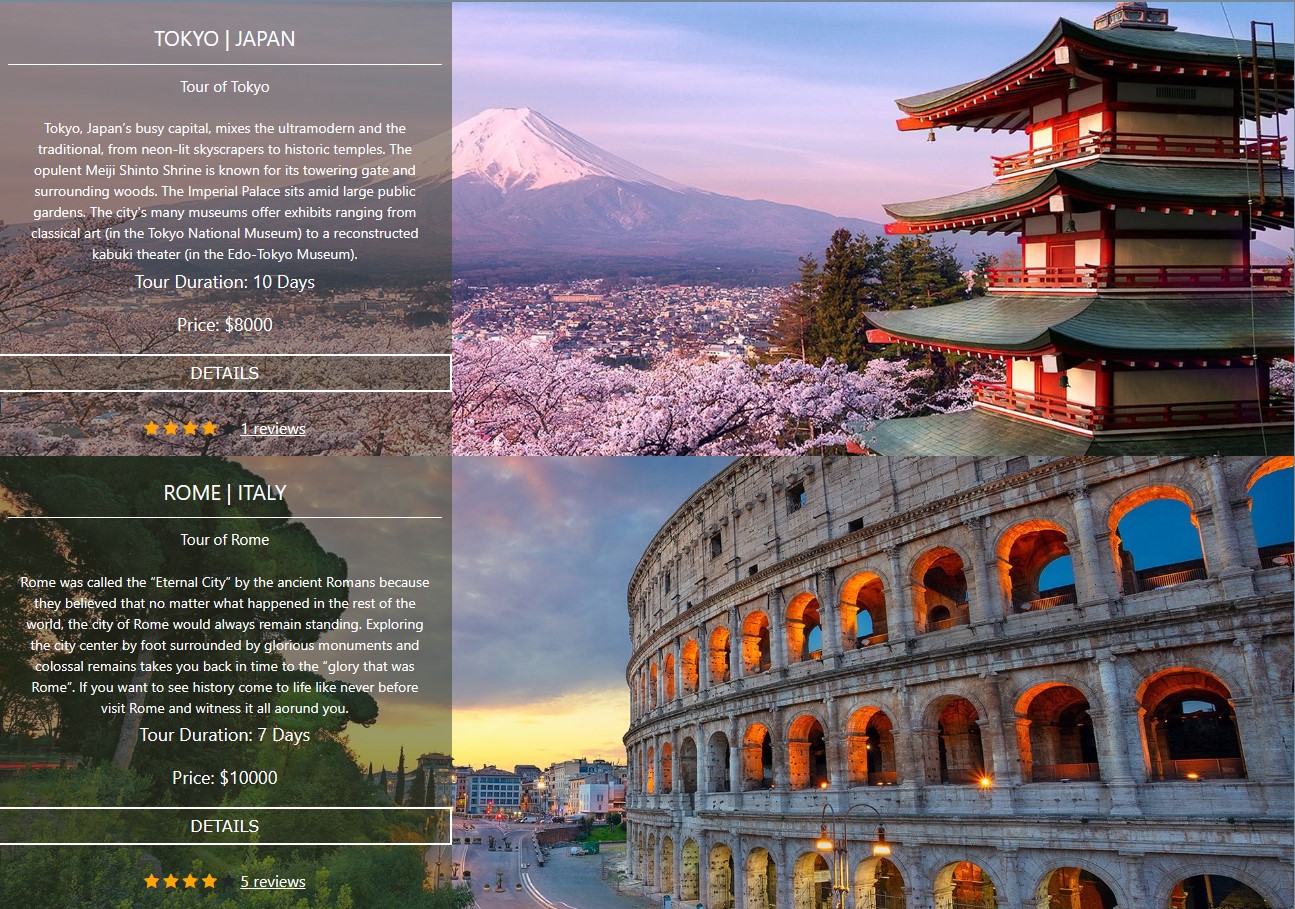 TOKYO | JAPAN
Tour of Tokyo
Tokyo, Japan's busy capital, mixes the ultramodern and the
traditional, from neon-lit skyscrapers to historic temples. The
opulent Meiji Shinto Shrine is known for its towering gate and
surrounding woods. The Imperial Palace sits amid large public
gardens. The city's many museums offer exhibits ranging from
classical art (in the Tokyo National Museum) to a reconstructed
kabuki theater (in the Edo-Tokyo Museum).
Tour Duration: 10 Days
Price: $8000
DETAILS
1 reviews
ROME | ITALY
Tour of Rome
Rome was called the “Eternal City” by the ancient Romans because
they believed that no matter what happened in the rest of the
world, the city of Rome would always remain standing. Exploring
the city center by foot surrounded by glorious monuments and
colossal remains takes you back in time to the “glory that was
Rome”. If you want to see history come to life like never before
visit Rome and witness it all aorund you.
Tour Duration: 7 Days
Price: $10000
DETAILS
5 reviews